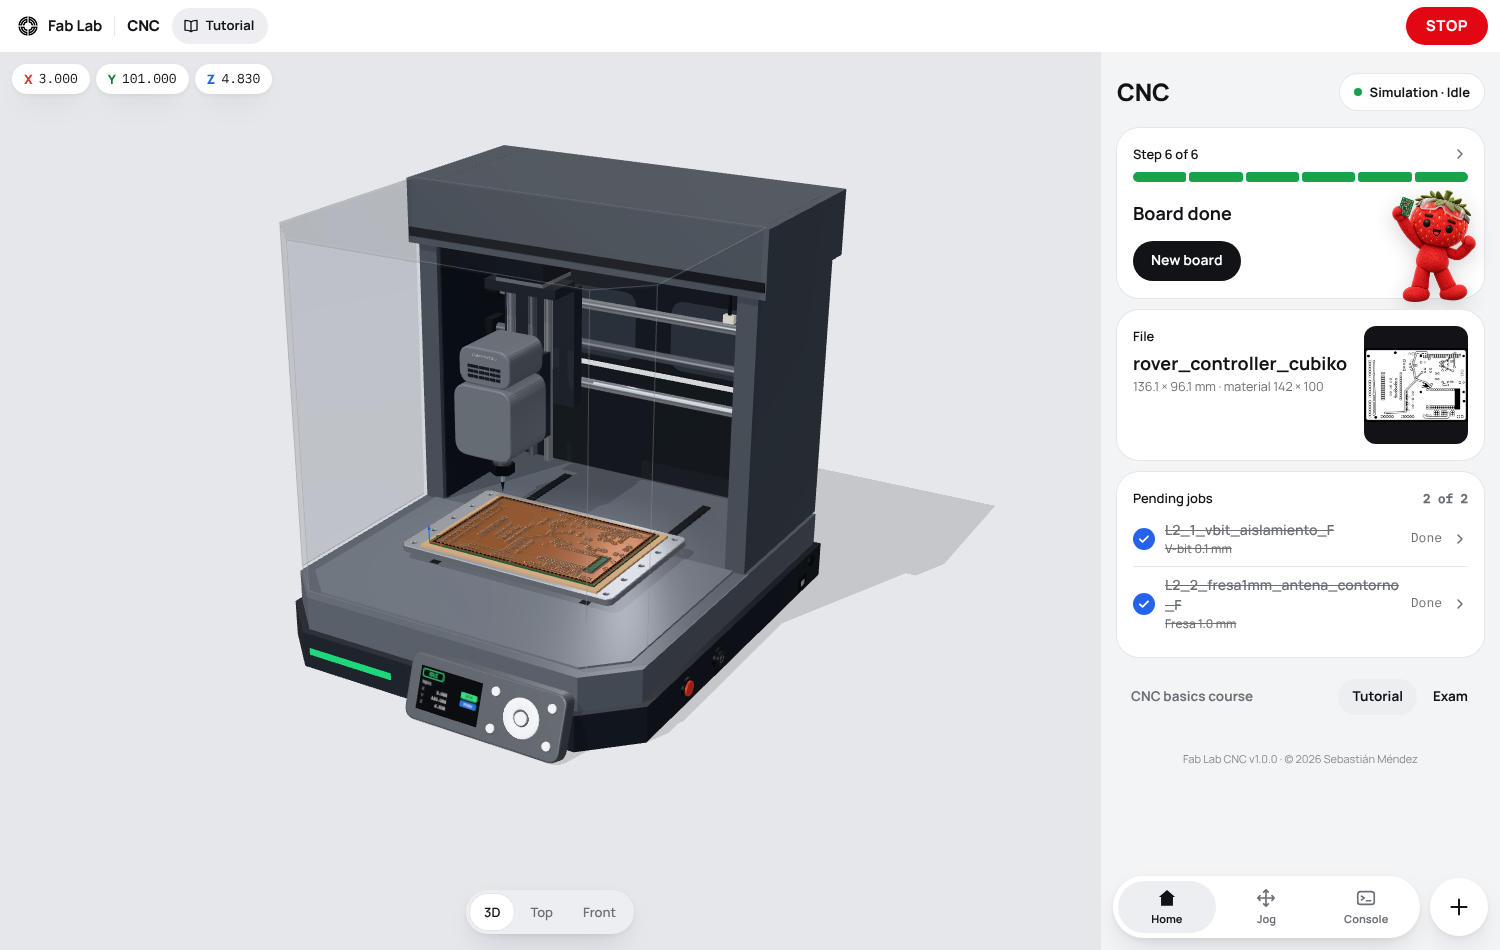 Fab Lab
CNC
Tutorial
STOP
X 3.000
Y 101.000
Z 4.830
CNC
Simulation · Idle
Step 6 of 6
Board done
New board
File
rover_controller_cubiko
136.1 × 96.1 mm · material 142 × 100
Pending jobs
2 of 2
L2_1_vbit_aislamiento_F
V-bit 0.1 mm
Done
L2_2_fresa1mm_antena_contorno
_F
Fresa 1.0 mm
Done
CNC basics course
Tutorial
Exam
Fab Lab CNC v1.0.0 · © 2026 Sebastián Méndez
3D
Top
Front
Home
Jog
Console